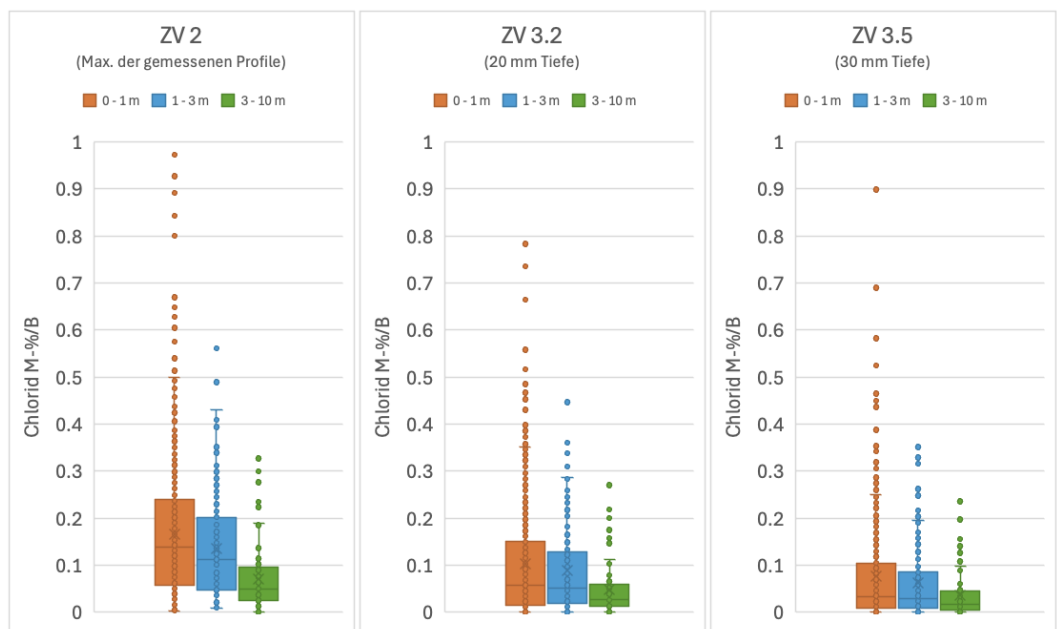 ZV 2
(Max. der gemessenen Profile)
0 - 1 m 1 - 3 m 3 - 10 m
1
0.9
0.8
0.7
0.6
0.5
0.4
0.3
0.2
0.1
0
Chlorid M-%/B
ZV 3.2
(20 mm Tiefe)
0 - 1 m 1 - 3 m 3 - 10 m
1
0.9
0.8
0.7
0.6
0.5
0.4
0.3
0.2
0.1
0
Chlorid M-%/B
ZV 3.5
(30 mm Tiefe)
0 - 1 m 1 - 3 m 3 - 10 m
1
0.9
0.8
0.7
0.6
0.5
0.4
0.3
0.2
0.1
0
Chlorid M-%/B